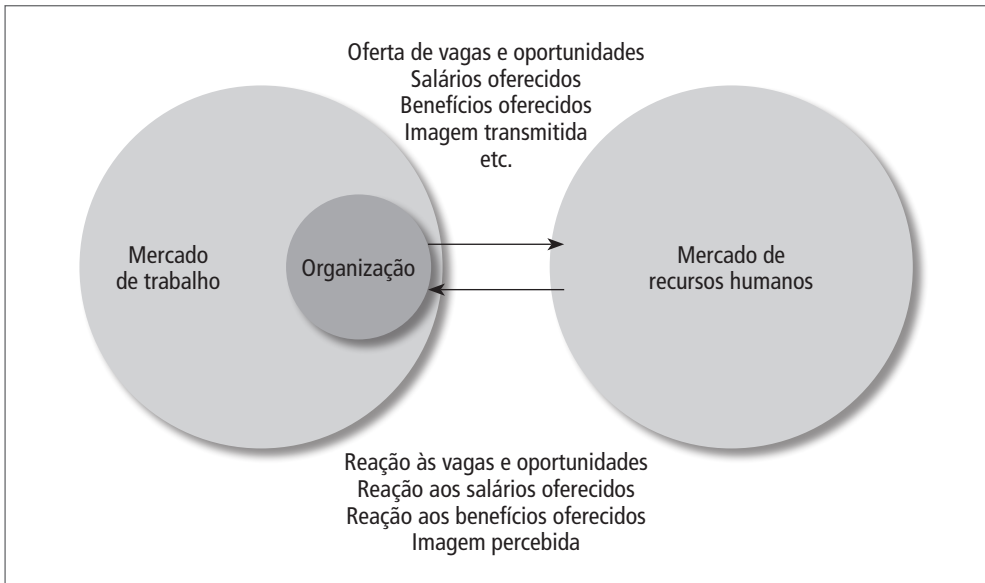 Oferta de vagas e oportunidades
Salários oferecidos
Benefícios oferecidos
Imagem transmitida
etc.
Mercado
de trabalho
Organização
Mercado de
recursos humanos
Reação às vagas e oportunidades
Reação aos salários oferecidos
Reação aos benefícios oferecidos
Imagem percebida